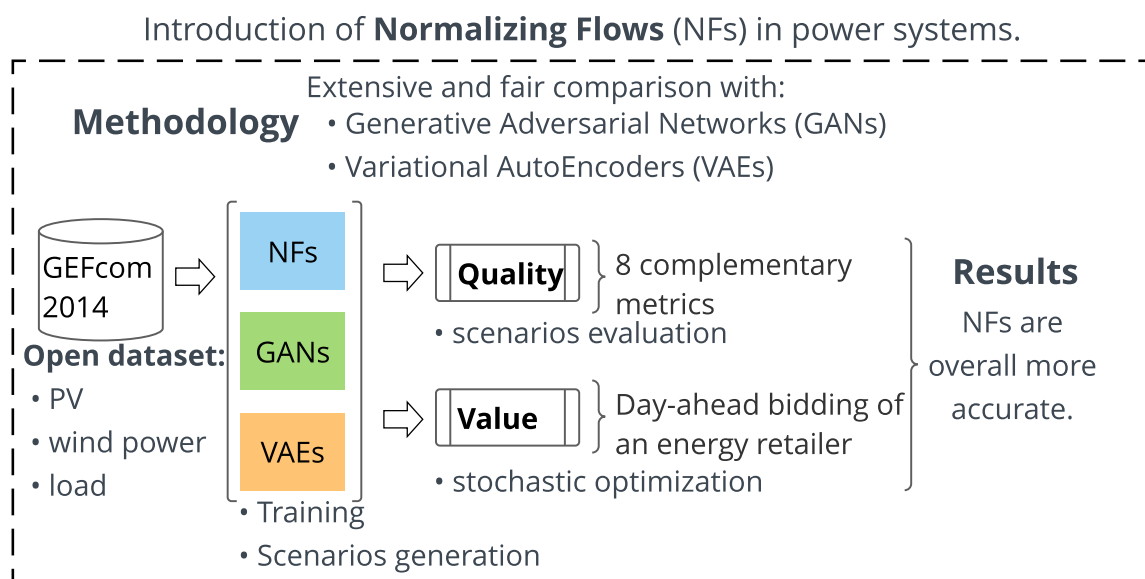 Introduction of Normalizing Flows (NFs) in power systems.
Extensive and fair comparison with:
Methodology
• Generative Adversarial Networks (GANs)
• Variational AutoEncoders (VAEs)
GEFcom
2014
Open dataset:
• PV
• wind power
• load
NFs
GANs
VAEs
• Training
• Scenarios generation
Quality
8 complementary
metrics
• scenarios evaluation
Value
Day-ahead bidding of
an energy retailer
• stochastic optimization
Results
NFs are
overall more
accurate.